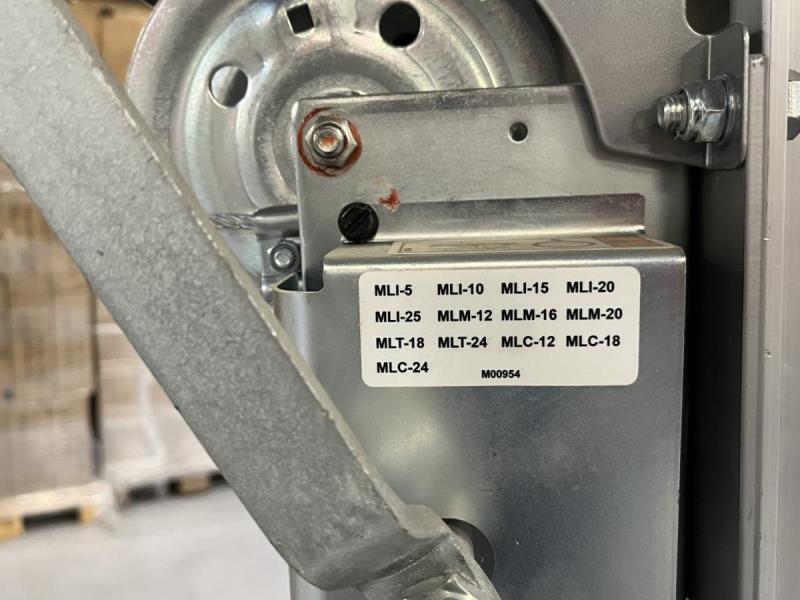 MLI-5 MLI-10 MLI-15 MLI-20
MLI-25 MLM-12 MLM-16 MLM-20
MLT-18 MLT-24 MLC-12 MLC-18
MLC-24 M00954